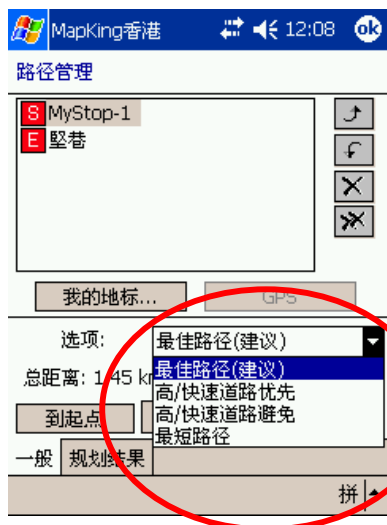 MapKing香港 12:08 ok
路径管理
S MyStop-1
E 堅巷
我的地标... GPS
选项: 最佳路径(建议)
最佳路径(建议)
总距离: 1.45 k
高/快速道路优先
高/快速道路避免
到起点
最短路径
一般 规划结果
拼